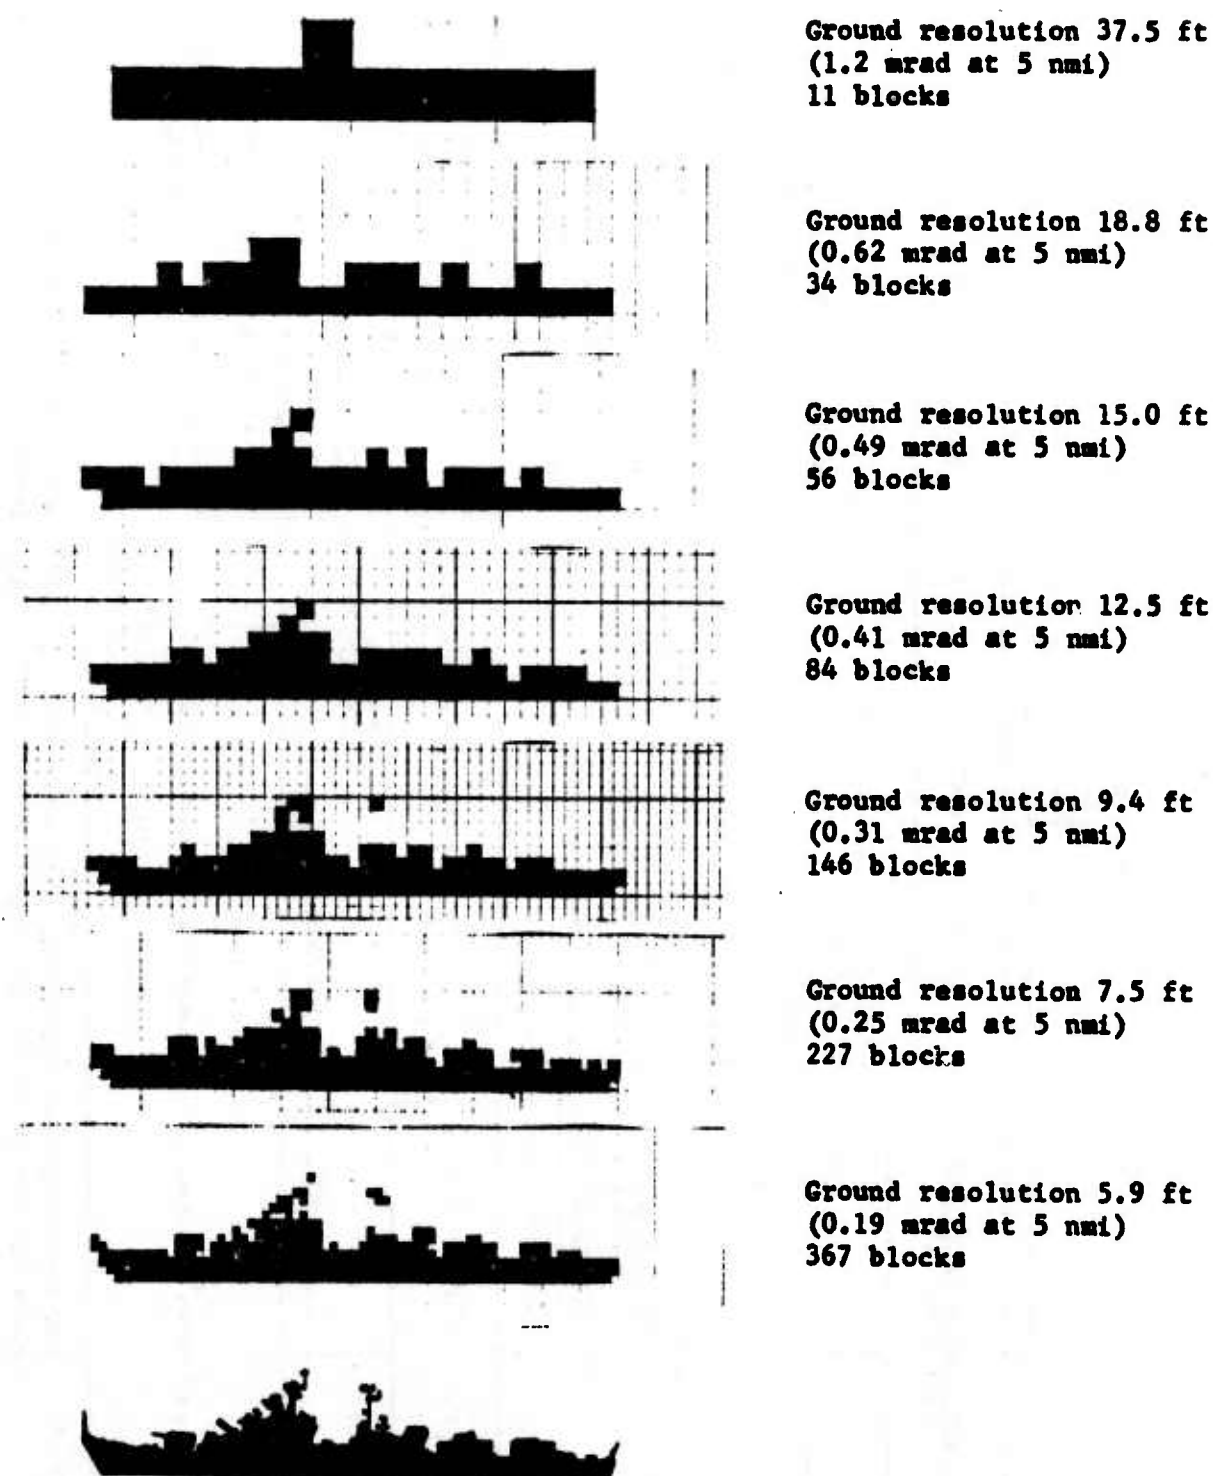 Ground resolution 37.5 ft
(1.2 mrad at 5 nmi)
11 blocks
Ground resolution 18.8 ft
(0.62 mrad at 5 nmi)
34 blocks
Ground resolution 15.0 ft
(0.49 mrad at 5 nmi)
56 blocks
Ground resolution 12.5 ft
(0.41 mrad at 5 nmi)
84 blocks
Ground resolution 9.4 ft
(0.31 mrad at 5 nmi)
146 blocks
Ground resolution 7.5 ft
(0.25 mrad at 5 nmi)
227 blocks
Ground resolution 5.9 ft
(0.19 mrad at 5 nmi)
367 blocks